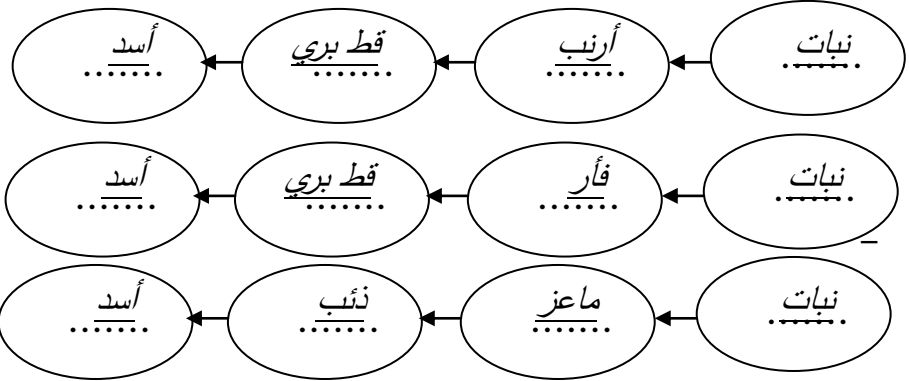 نبات أرنب قط بري أسد
نبات فأر قط بري أسد
نبات ماعز ذئب أسد